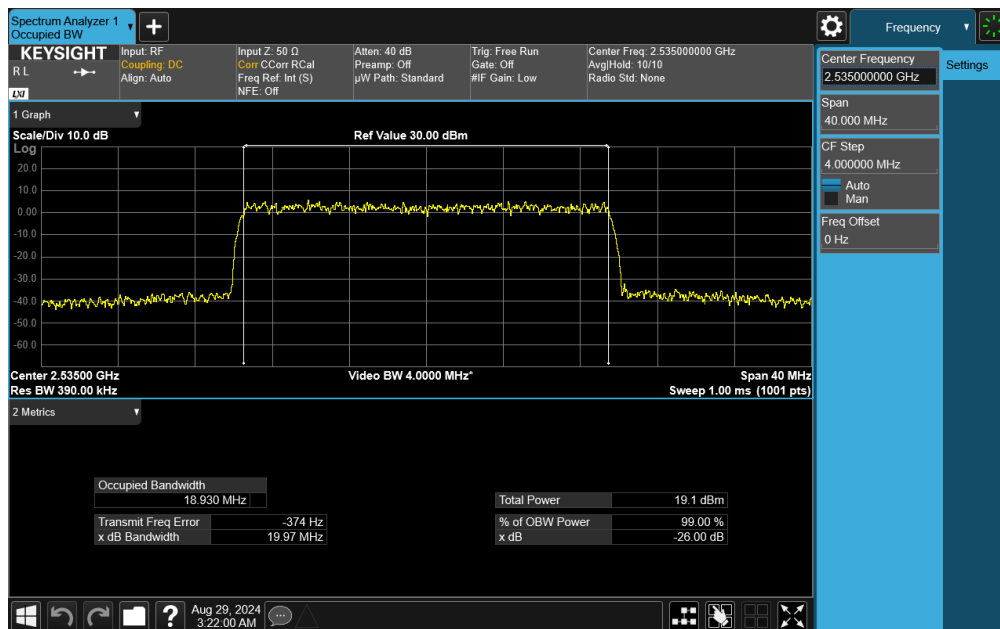 Spectrum Analyzer 1
Occupied BW
+
Frequency
KEYSIGHT
R L
LXI
Input: RF
Coupling: DC
Align: Auto
Input Z: 50 Ω
Corr CCorr RCal
Freq Ref: Int (S)
NFE: Off
Atten: 40 dB
Preamp: Off
µW Path: Standard
Trig: Free Run
Gate: Off
#IF Gain: Low
Center Freq: 2.535000000 GHz
Avg|Hold: 10/10
Radio Std: None
Center Frequency
2.535000000 GHz
Settings
Span
40.000 MHz
CF Step
4.000000 MHz
Auto
Man
Freq Offset
0 Hz
1 Graph
Scale/Div 10.0 dB
Ref Value 30.00 dBm
Log
20.0
10.0
0.00
-10.0
-20.0
-30.0
-40.0
-50.0
-60.0
Center 2.53500 GHz
Video BW 4.0000 MHz*
Span 40 MHz
Res BW 390.00 kHz
Sweep 1.00 ms (1001 pts)
2 Metrics
Occupied Bandwidth
18.930 MHz
Total Power 19.1 dBm
Transmit Freq Error -374 Hz
% of OBW Power 99.00 %
x dB Bandwidth 19.97 MHz
x dB -26.00 dB
?
Aug 29, 2024
3:22:00 AM